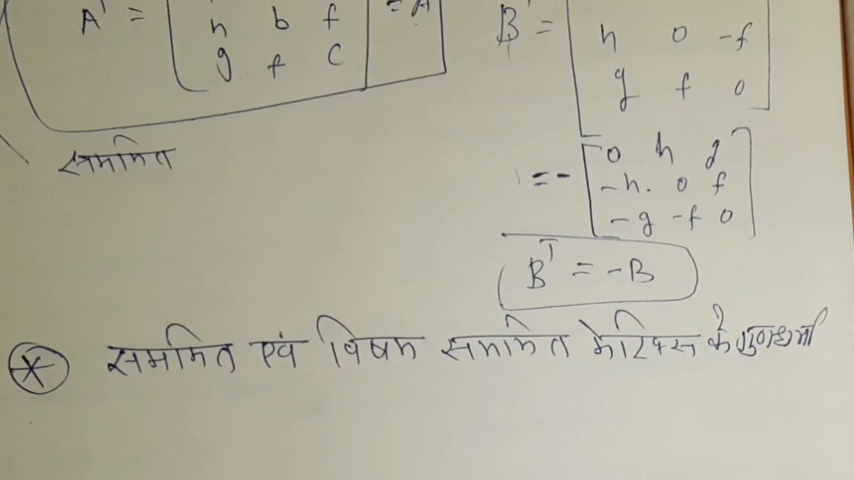 A' = [h b f = A
g f c]
सममित
B' = [h 0 -f
g f 0]
= - [0 h g
-h. 0 f
-g -f 0]
B^T = -B
* सममित एवं विषम सममित मैट्रिक्स के गुणधर्म